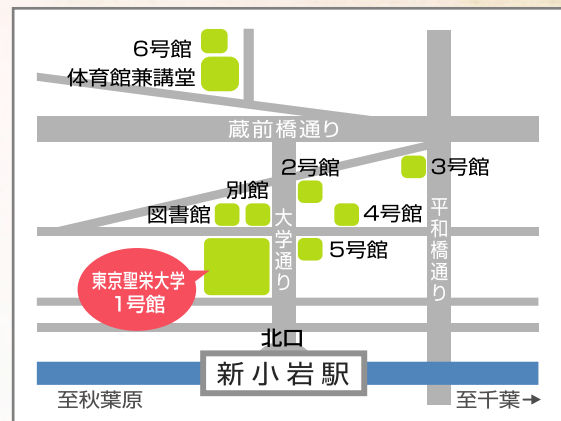 6号館
体育館兼講堂
蔵前橋通り
2号館
3号館
別館
図書館
4号館
大学通り
平和橋通り
5号館
東京聖栄大学
1号館
北口
新小岩駅
至秋葉原
至千葉→